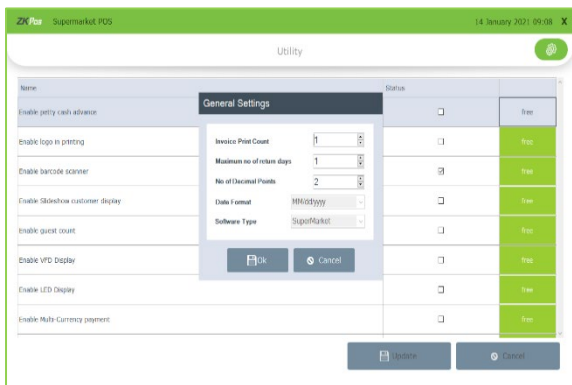 ZKPos Supermarket POS 14 January 2021 09:08 X
Utility
Name Status
Enable petty cash advance free
Enable logo in printing free
Enable barcode scanner free
Enable Slideshow customer display free
Enable guest count free
Enable VFD Display free
Enable LED Display free
Enable Multi-Currency payment free
General Settings
Invoice Print Count 1
Maximum no of return days 1
No of Decimal Points 2
Date Format MM/dd/yyyy
Software Type SuperMarket
Ok Cancel
Update Cancel